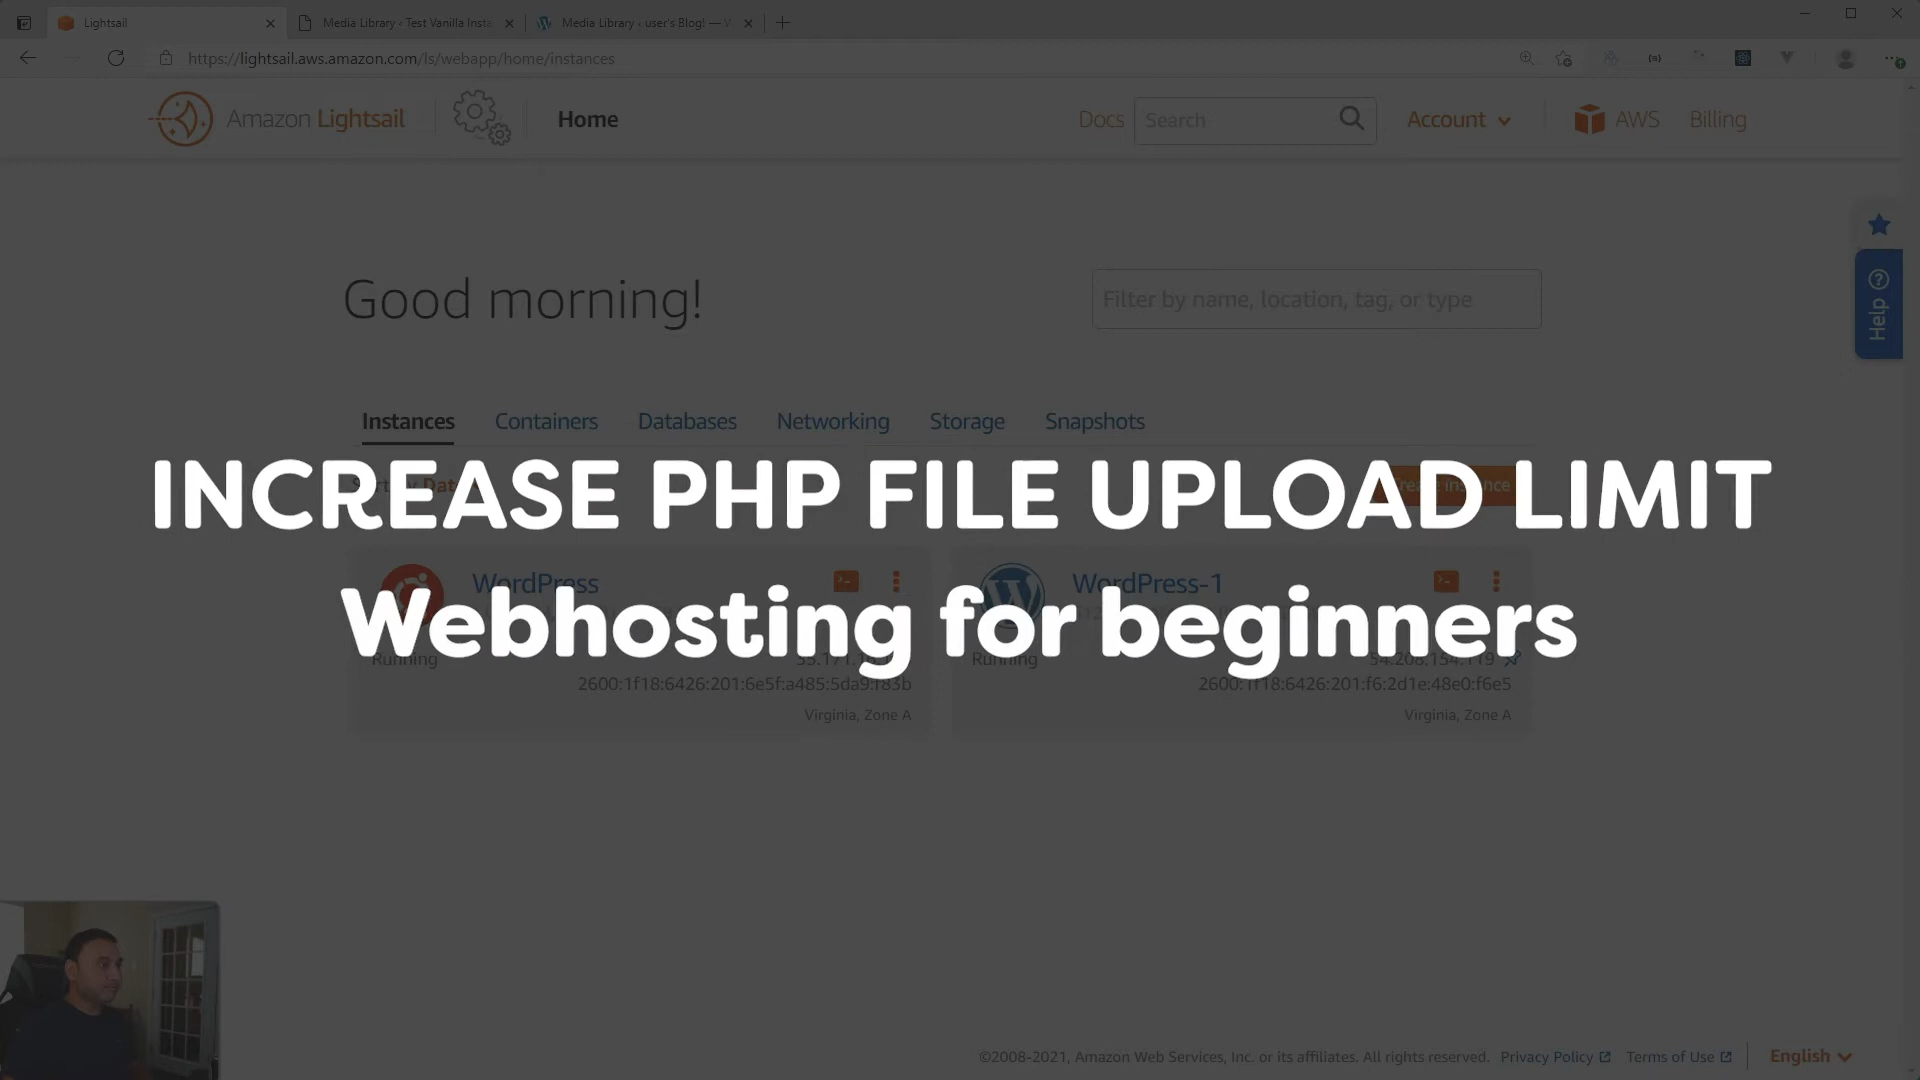 Lightsail
Media Library ‹ Test Vanilla Insta
Media Library ‹ user's Blog! — V
https://lightsail.aws.amazon.com/ls/webapp/home/instances
Amazon Lightsail
Home
Docs
Search
Account
AWS
Billing
Help
Good morning!
Filter by name, location, tag, or type
Instances
Containers
Databases
Networking
Storage
Snapshots
INCREASE PHP FILE UPLOAD LIMIT
WordPress
WordPress-1
Webhosting for beginners
Running
Running
54.208.154.119
2600:1f18:6426:201:6e5f:a485:5da9:f83b
2600:1f18:6426:201:f6:2d1e:48e0:f6e5
Virginia, Zone A
Virginia, Zone A
©2008-2021, Amazon Web Services, Inc. or its affiliates. All rights reserved.
Privacy Policy
Terms of Use
English